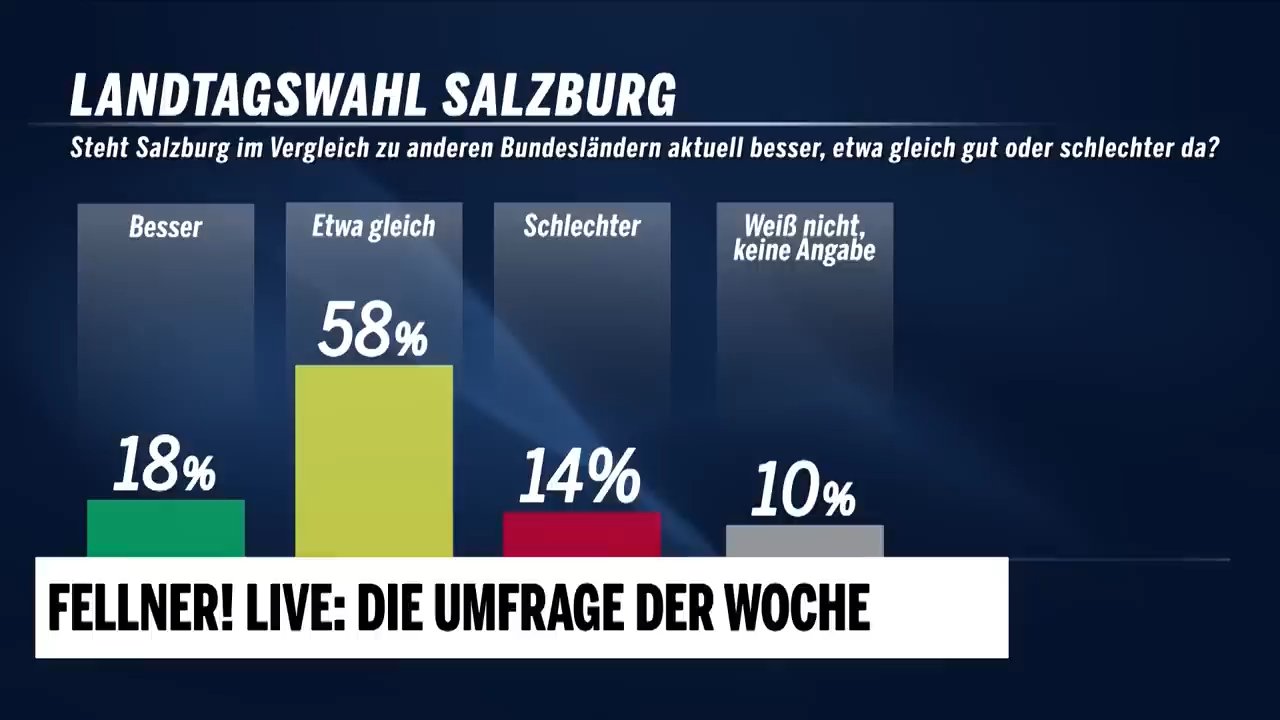 LANDTAGSWAHL SALZBURG
Steht Salzburg im Vergleich zu anderen Bundesländern aktuell besser, etwa gleich gut oder schlechter da?
Besser
18%
Etwa gleich
58%
Schlechter
14%
Weiß nicht,
keine Angabe
10%
FELLNER! LIVE: DIE UMFRAGE DER WOCHE